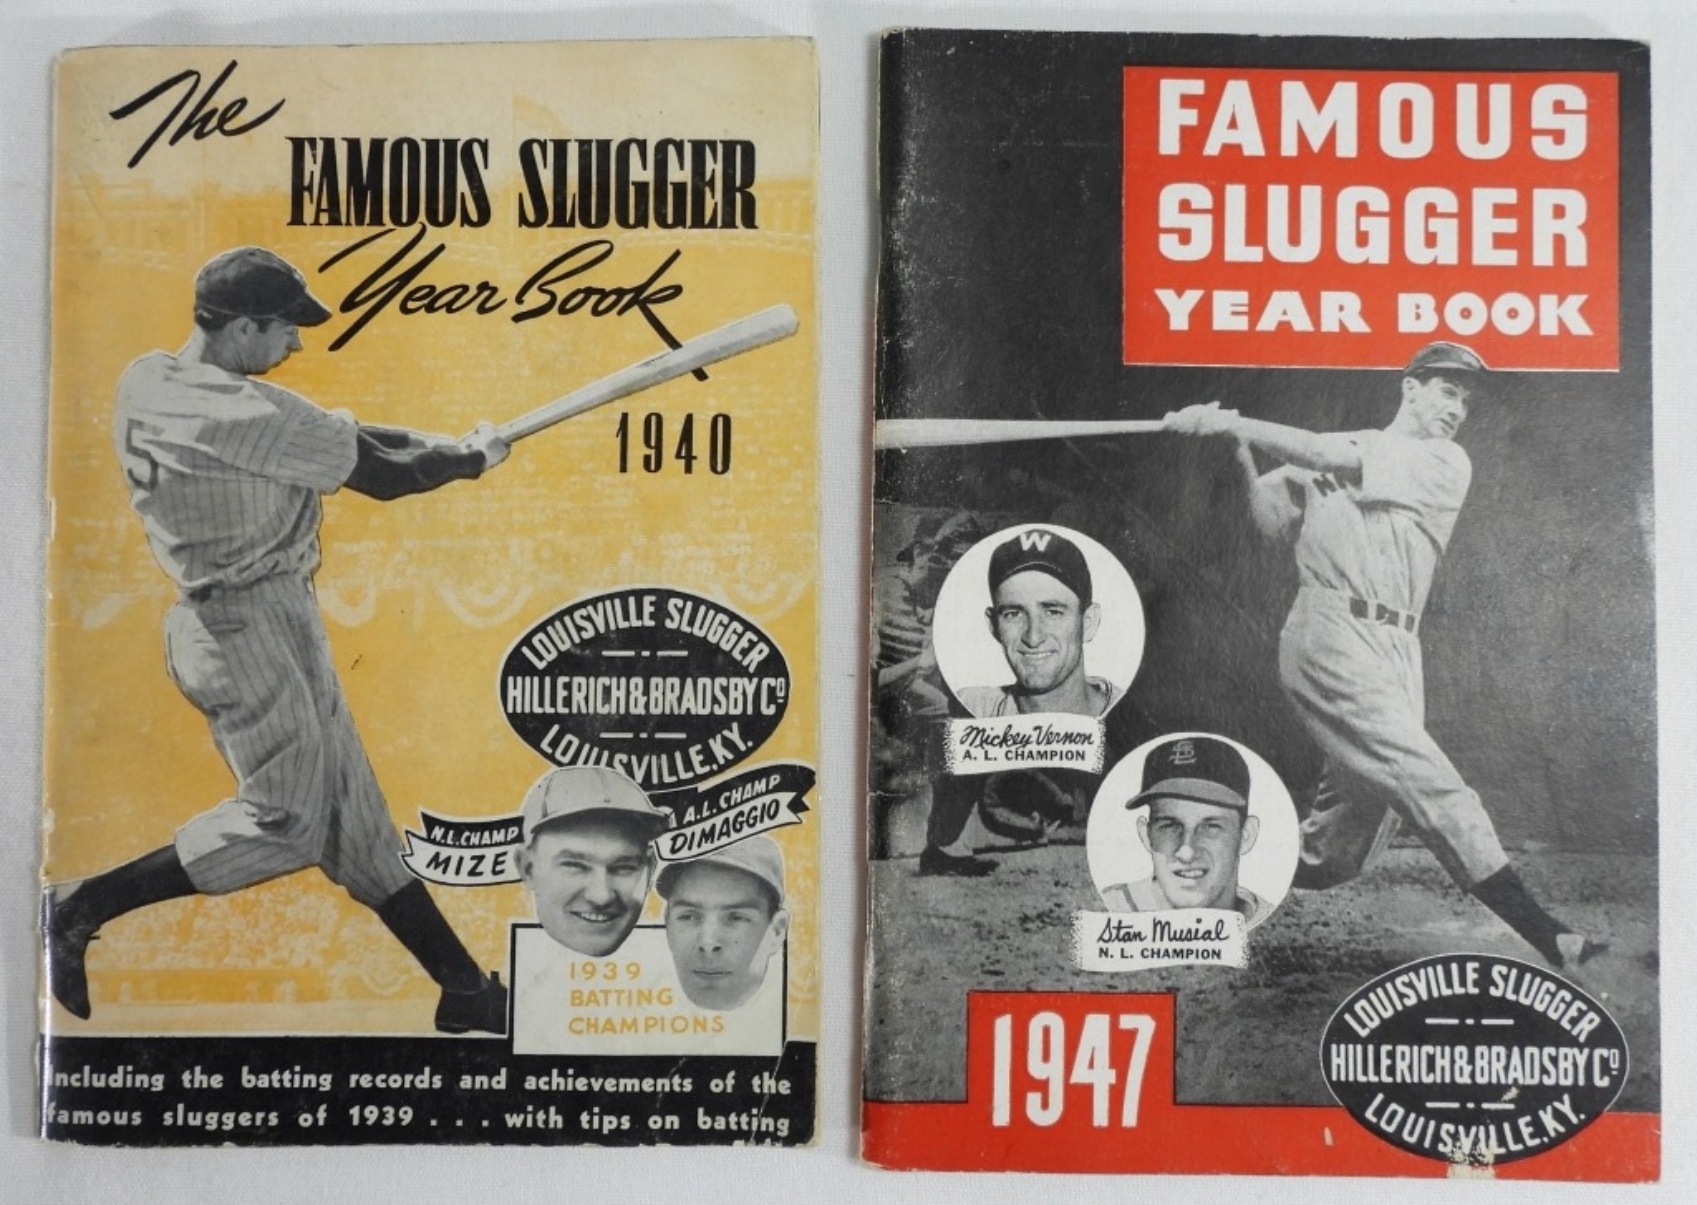 The
FAMOUS SLUGGER
Year Book
1940
5
LOUISVILLE SLUGGER
HILLERICH & BRADSBY Cº
LOUISVILLE, KY.
N.L. CHAMP
MIZE
A.L. CHAMP
DIMAGGIO
1939
BATTING
CHAMPIONS
Including the batting records and achievements of the
famous sluggers of 1939 . . . with tips on batting
FAMOUS
SLUGGER
YEAR BOOK
W
Mickey Vernon
A. L. CHAMPION
Stan Musial
N. L. CHAMPION
1947
LOUISVILLE SLUGGER
HILLERICH & BRADSBY Cº
LOUISVILLE, KY.